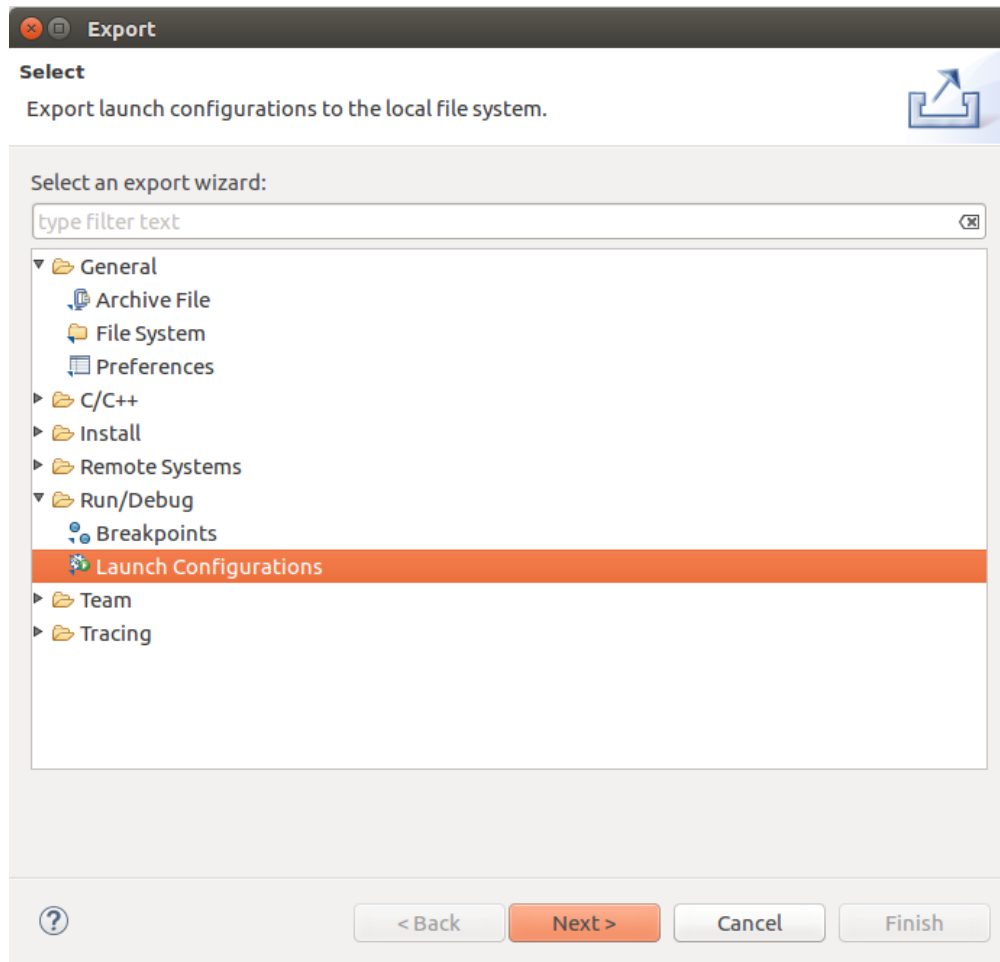 Export
Select
Export launch configurations to the local file system.
Select an export wizard:
type filter text
General
Archive File
File System
Preferences
C/C++
Install
Remote Systems
Run/Debug
Breakpoints
Launch Configurations
Team
Tracing
? < Back Next > Cancel Finish